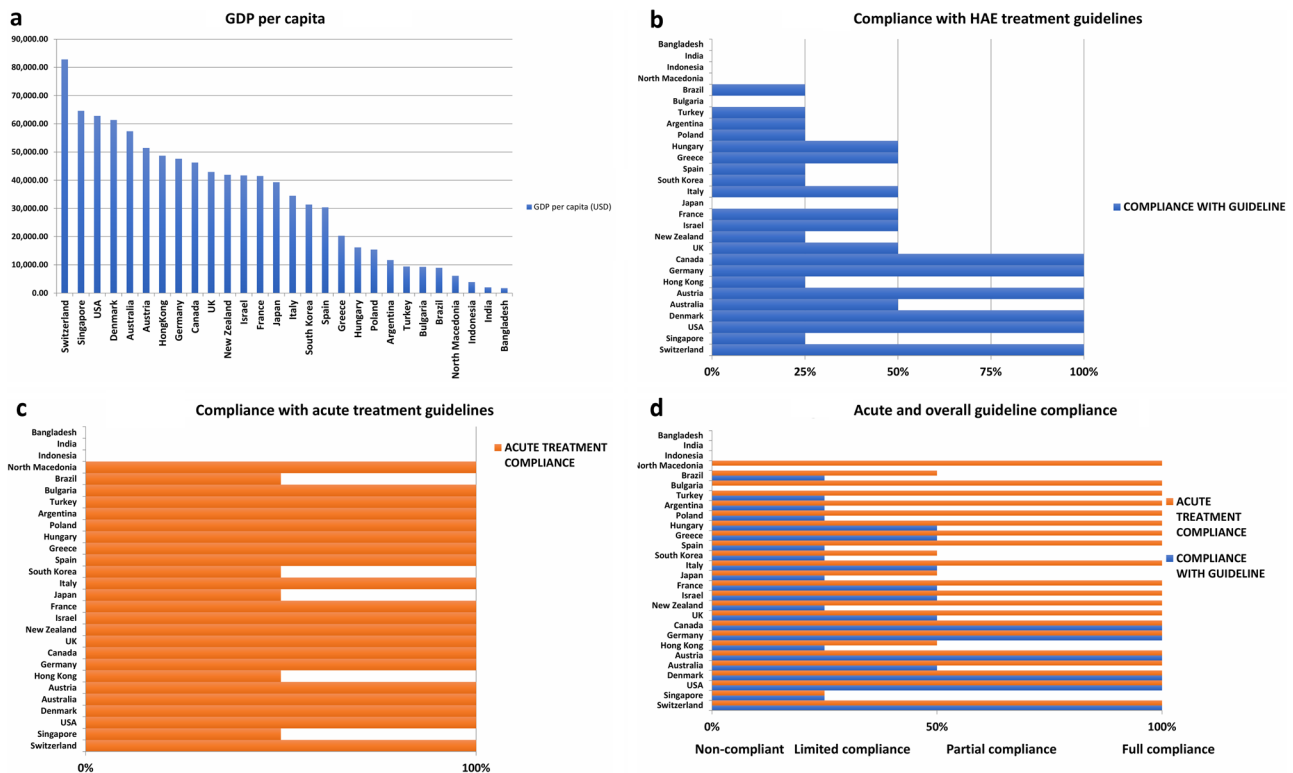 a
GDP per capita
90,000.00
80,000.00
70,000.00
60,000.00
50,000.00
40,000.00
30,000.00
20,000.00
10,000.00
0.00
Switzerland
Singapore
USA
Denmark
Australia
Austria
HongKong
Germany
Canada
UK
New Zealand
Israel
France
Japan
Italy
South Korea
Spain
Greece
Hungary
Poland
Argentina
Turkey
Bulgaria
Brazil
North Macedonia
Indonesia
India
Bangladesh
GDP per capita (USD)
b
Compliance with HAE treatment guidelines
Bangladesh
India
Indonesia
North Macedonia
Brazil
Bulgaria
Turkey
Argentina
Poland
Hungary
Greece
Spain
South Korea
Italy
Japan
France
Israel
New Zealand
UK
Canada
Germany
Hong Kong
Austria
Australia
Denmark
USA
Singapore
Switzerland
0% 25% 50% 75% 100%
COMPLIANCE WITH GUIDELINE
c
Compliance with acute treatment guidelines
Bangladesh
India
Indonesia
North Macedonia
Brazil
Bulgaria
Turkey
Argentina
Poland
Hungary
Greece
Spain
South Korea
Italy
Japan
France
Israel
New Zealand
UK
Canada
Germany
Hong Kong
Austria
Australia
Denmark
USA
Singapore
Switzerland
0% 100%
ACUTE TREATMENT
COMPLIANCE
d
Acute and overall guideline compliance
Bangladesh
India
Indonesia
North Macedonia
Brazil
Bulgaria
Turkey
Argentina
Poland
Hungary
Greece
Spain
South Korea
Italy
Japan
France
Israel
New Zealand
UK
Canada
Germany
Hong Kong
Austria
Australia
Denmark
USA
Singapore
Switzerland
0% 50% 100%
Non-compliant Limited compliance Partial compliance Full compliance
ACUTE
TREATMENT
COMPLIANCE
COMPLIANCE
WITH GUIDELINE